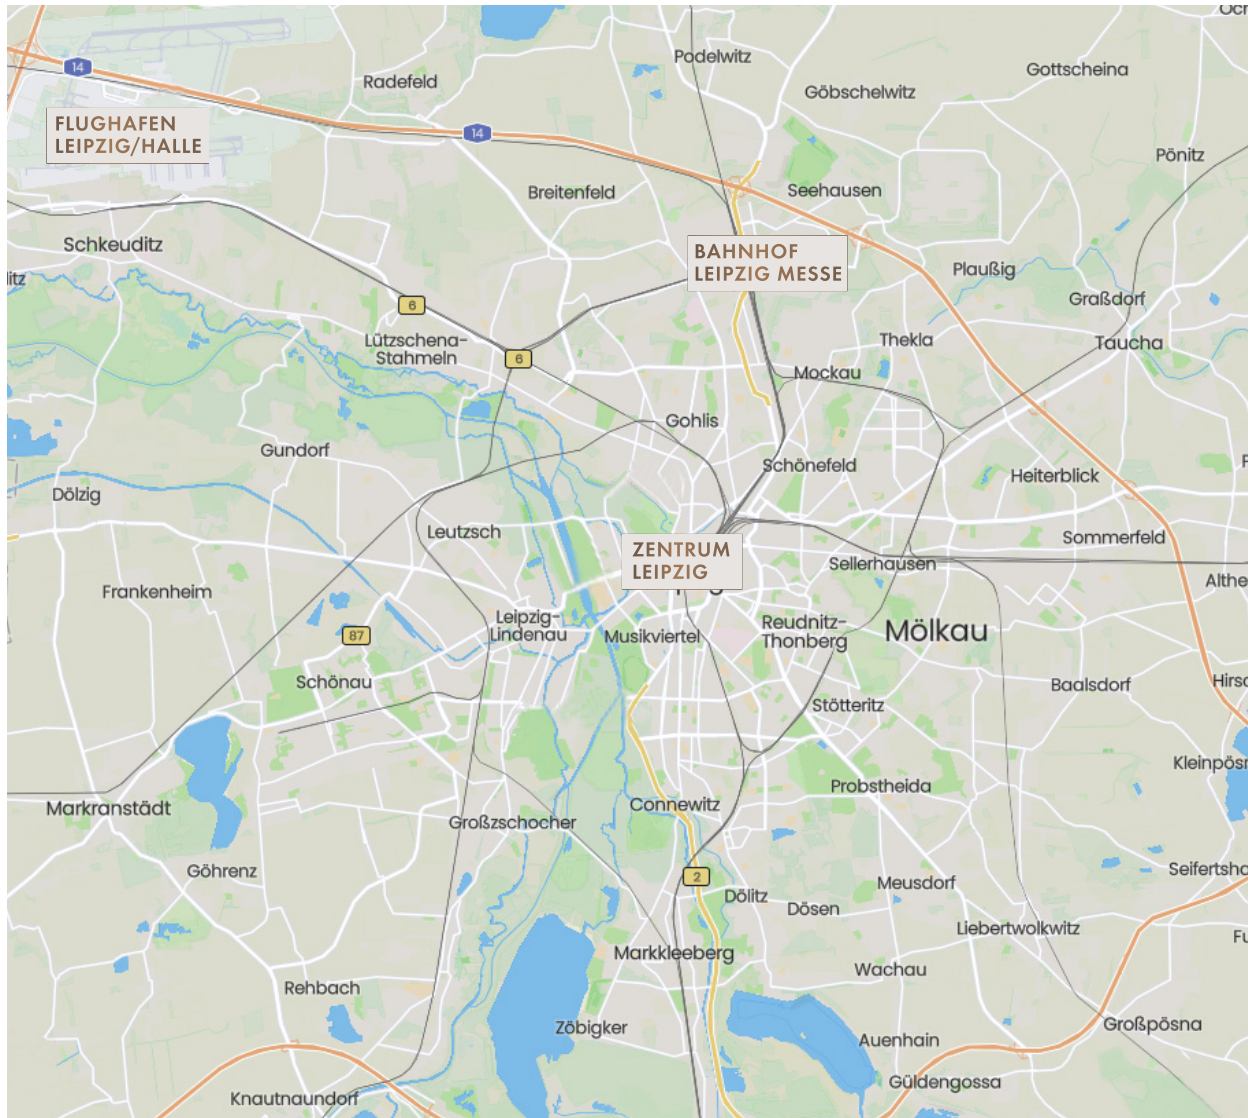 Podelwitz
14
Gottscheina
Radefeld
Göbschelwitz
FLUGHAFEN
LEIPZIG/HALLE
14
Pönitz
Breitenfeld
Seehausen
Schkeuditz
BAHNHOF
LEIPZIG MESSE
Plaußig
6
Graßdorf
Lützschena-
Stahmeln
Thekla
Taucha
6
Mockau
Gohlis
Gundorf
Schönefeld
Heiterblick
Dölzig
Leutzsch
Sommerfeld
ZENTRUM
LEIPZIG
Sellerhausen
Frankenheim
Leipzig-
Lindenau
Musikviertel
Reudnitz-
Thonberg
Mölkau
87
Schönau
Baalsdorf
Stötteritz
Probstheida
Markranstädt
Connewitz
Großzschocher
Göhrenz
2
Meusdorf
Dölitz
Dösen
Liebertwolkwitz
Markkleeberg
Wachau
Rehbach
Zöbigker
Großpösna
Auenhain
Güldengossa
Knautnaundorf